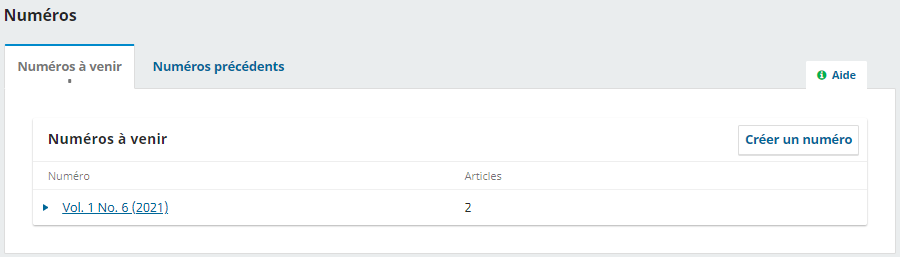 Numéros
Numéros à venir
Numéros précédents
Aide
Numéros à venir
Créer un numéro
Numéro
Articles
Vol. 1 No. 6 (2021)
2